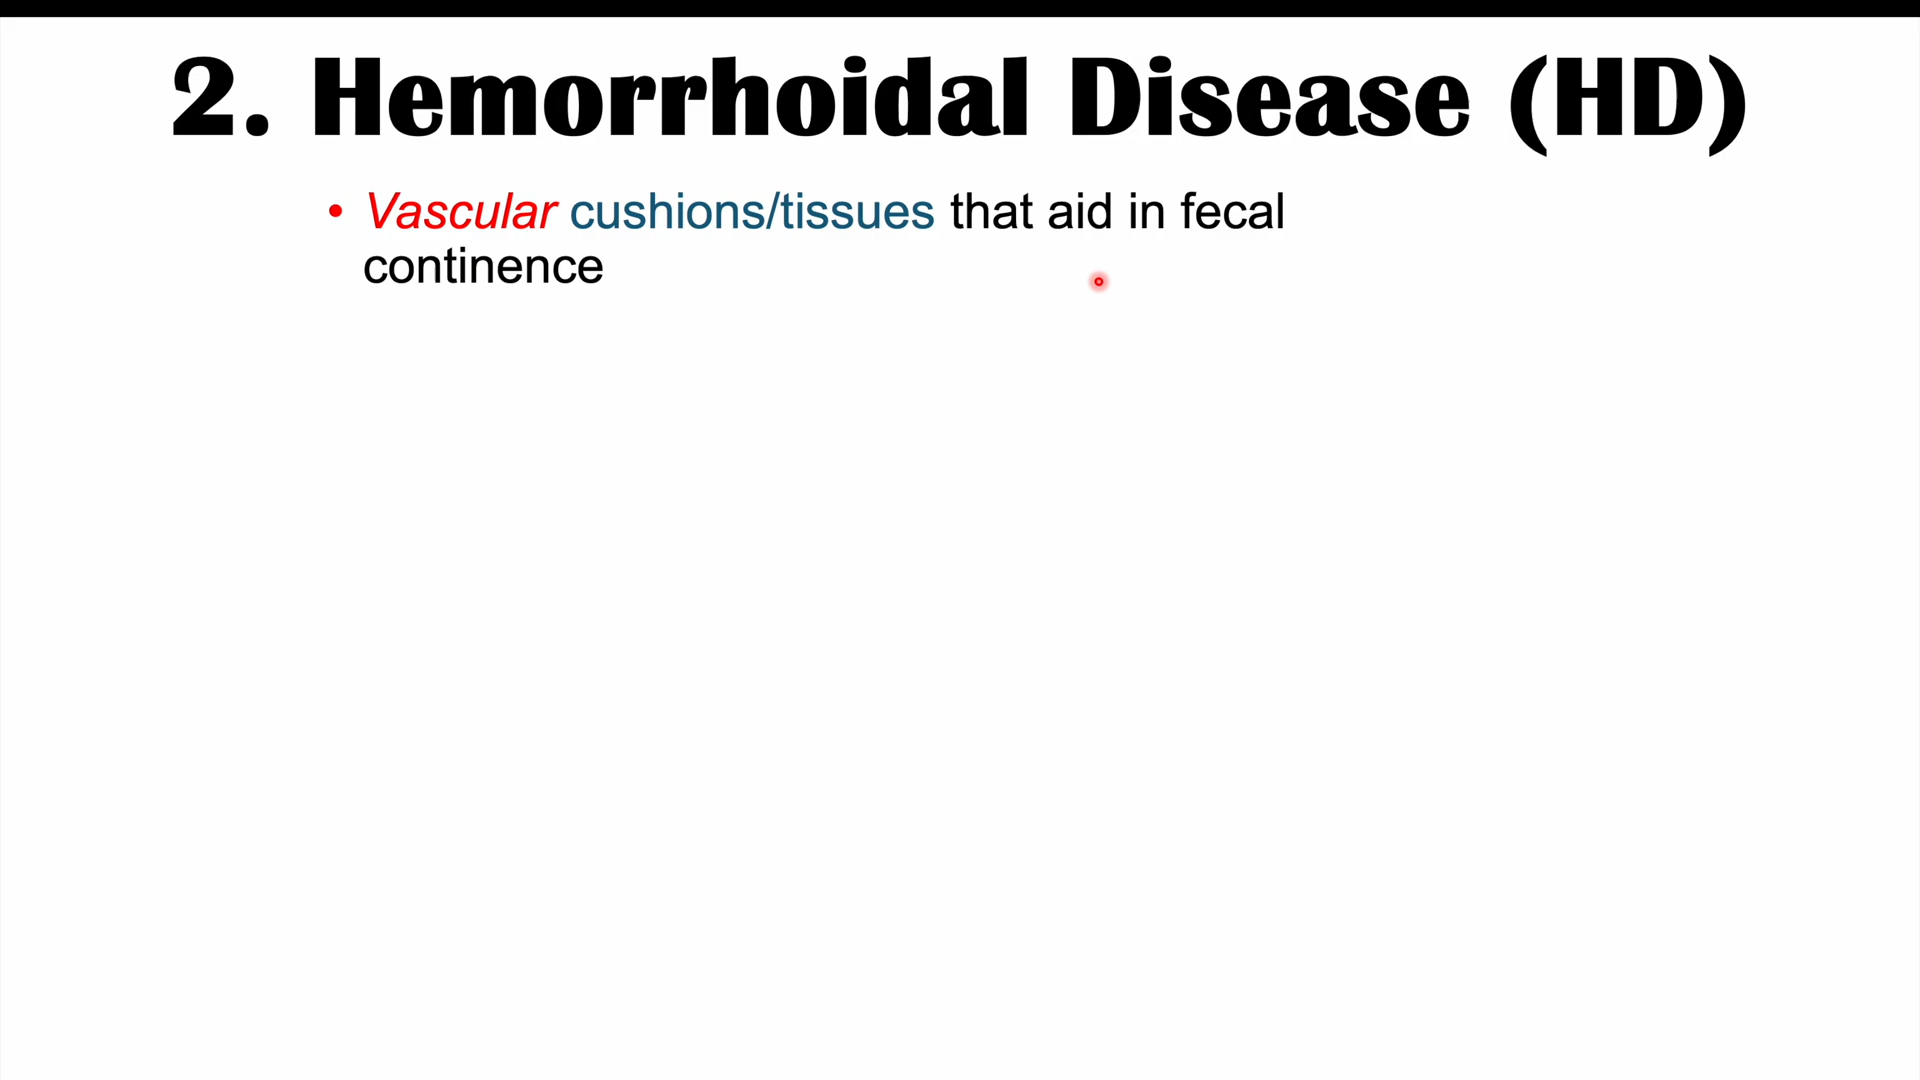 2. Hemorrhoidal Disease (HD)
• Vascular cushions/tissues that aid in fecal
continence